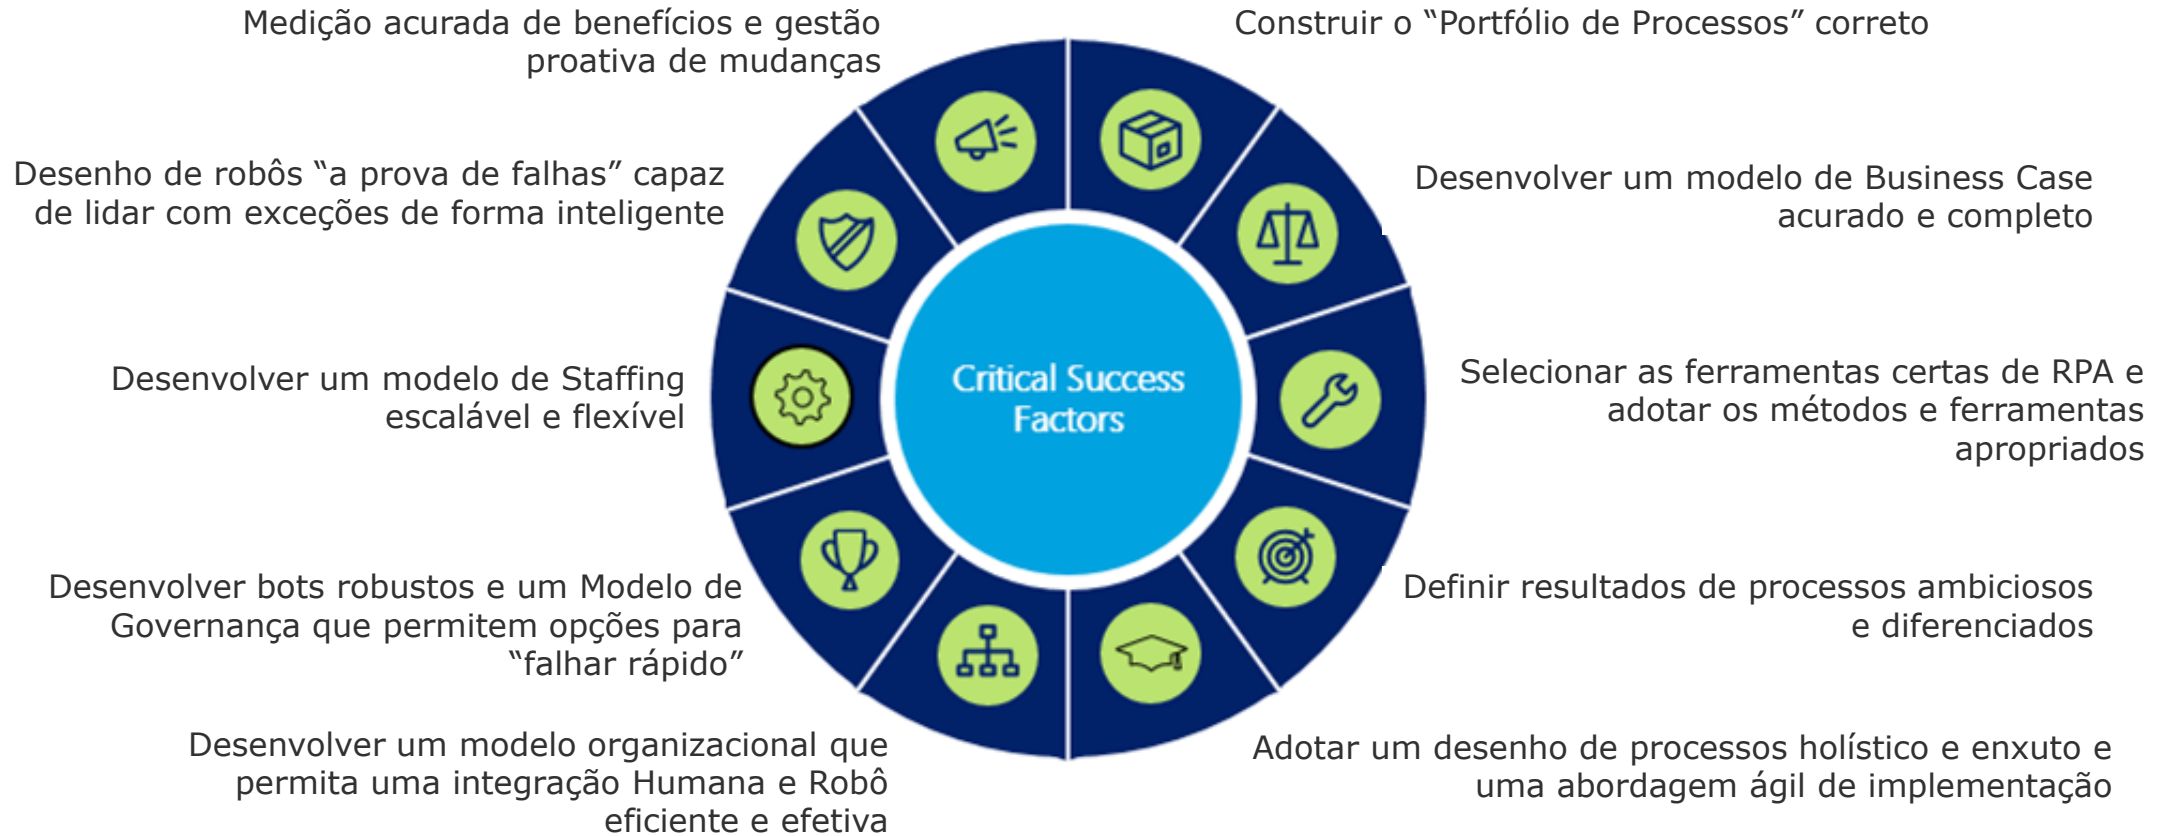 Medição acurada de benefícios e gestão
proativa de mudanças
Construir o “Portfólio de Processos” correto
Desenho de robôs “a prova de falhas” capaz
de lidar com exceções de forma inteligente
Desenvolver um modelo de Business Case
acurado e completo
Desenvolver um modelo de Staffing
escalável e flexível
Critical Success
Factors
Selecionar as ferramentas certas de RPA e
adotar os métodos e ferramentas
apropriados
Desenvolver bots robustos e um Modelo de
Governança que permitem opções para
“falhar rápido”
Definir resultados de processos ambiciosos
e diferenciados
Desenvolver um modelo organizacional que
permita uma integração Humana e Robô
eficiente e efetiva
Adotar um desenho de processos holístico e enxuto e
uma abordagem ágil de implementação